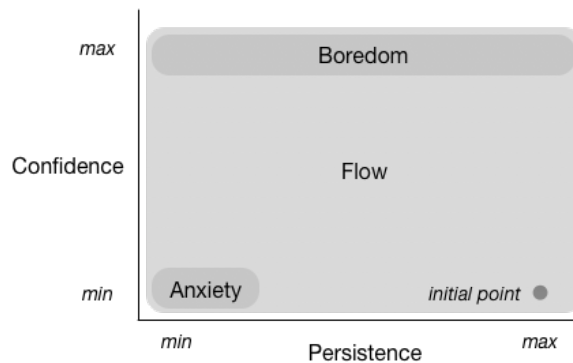 max
Boredom
Confidence
Flow
Anxiety
min
initial point
min
max
Persistence